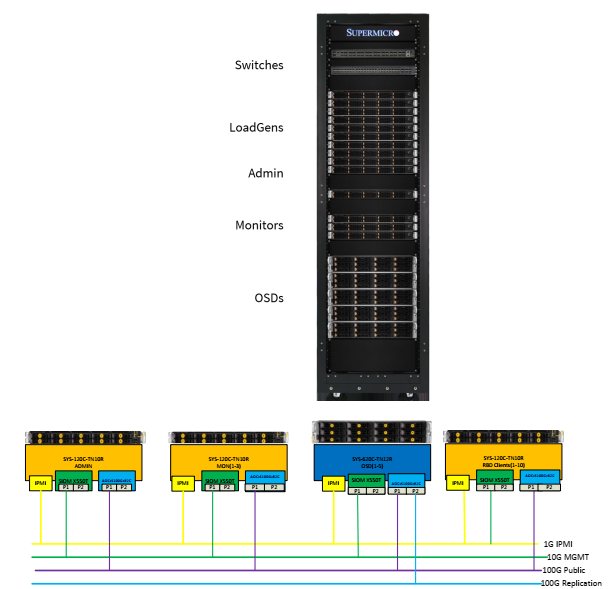 SUPERMICRO
Switches
LoadGens
Admin
Monitors
OSDs
SYS-120C-TN10R
ADMIN
IPMI
SIOM X550T
P1 P2
P1 P2
SYS-120C-TN10R
MON(1-3)
IPMI
SIOM X550T
P1 P2
P1 P2
SYS-620C-TN12R
OSD(1-5)
IPMI
SIOM X550T
P1 P2
P1 P2
SYS-120C-TN10R
RBD Clients(1-10)
IPMI
SIOM X550T
P1 P2
P1 P2
1G IPMI
10G MGMT
100G Public
100G Replication